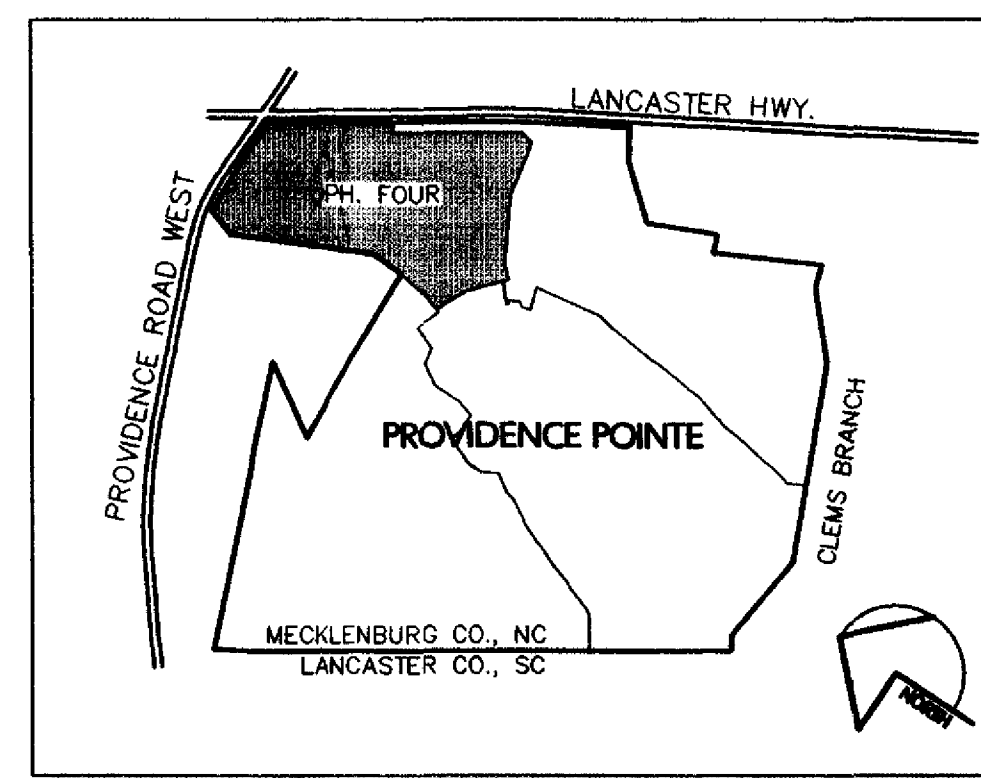 LANCASTER HWY.
PH. FOUR
PROVIDENCE ROAD WEST
PROVIDENCE POINTE
CLEMS BRANCH
MECKLENBURG CO., NC
LANCASTER CO., SC
NORTH